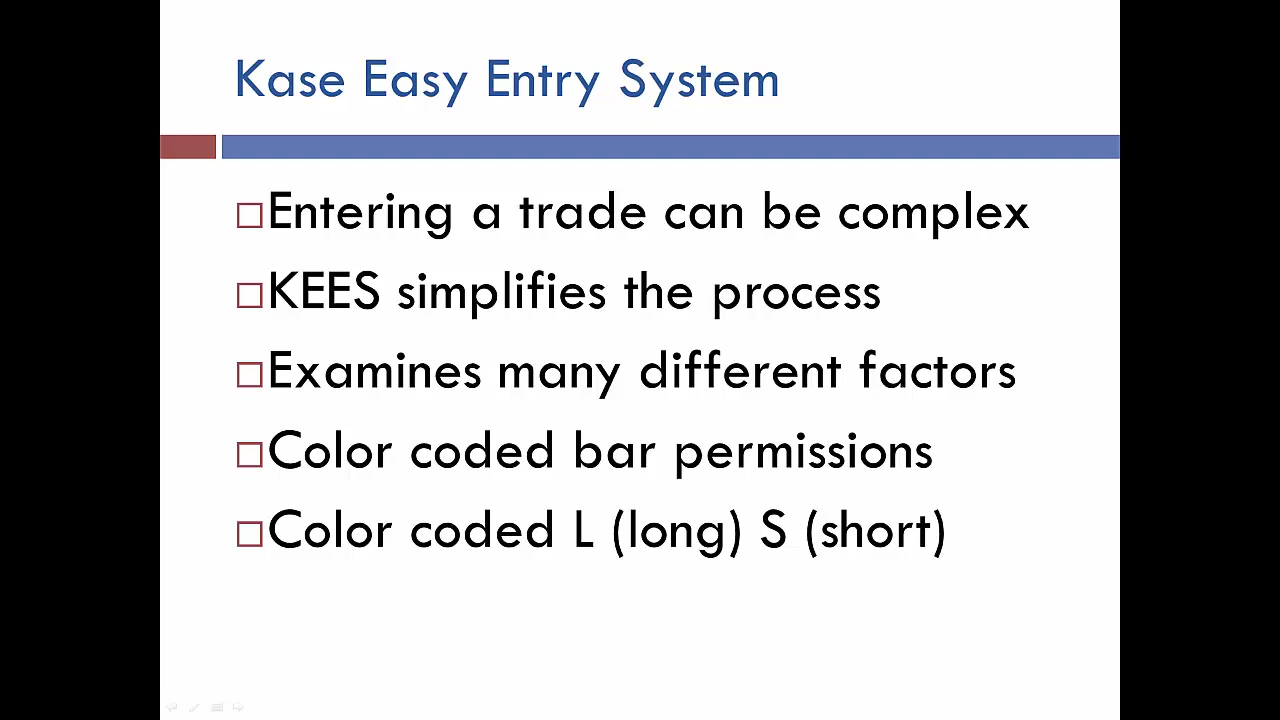 Kase Easy Entry System
Entering a trade can be complex
KEES simplifies the process
Examines many different factors
Color coded bar permissions
Color coded L (long) S (short)